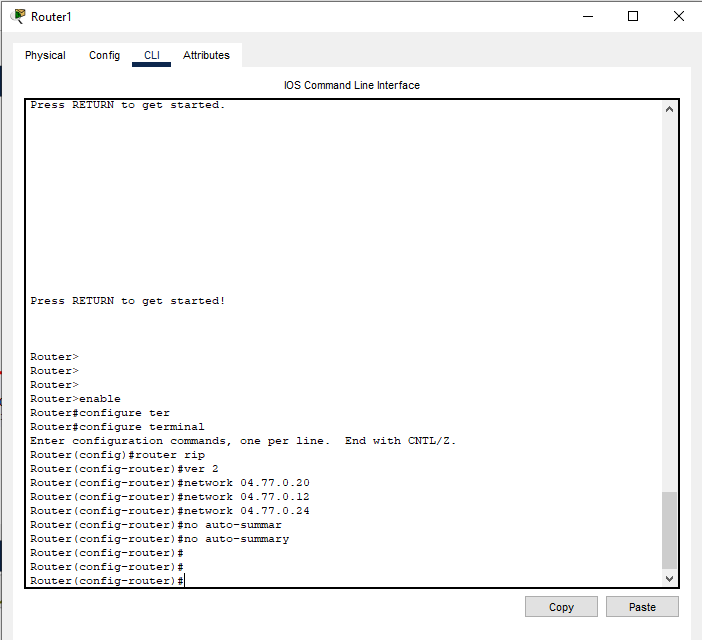 Router1
Physical Config CLI Attributes
IOS Command Line Interface
Press RETURN to get started.
Press RETURN to get started!
Router>
Router>
Router>
Router>enable
Router#configure ter
Router#configure terminal
Enter configuration commands, one per line.  End with CNTL/Z.
Router(config)#router rip
Router(config-router)#ver 2
Router(config-router)#network 04.77.0.20
Router(config-router)#network 04.77.0.12
Router(config-router)#network 04.77.0.24
Router(config-router)#no auto-summar
Router(config-router)#no auto-summary
Router(config-router)#
Router(config-router)#
Router(config-router)#
Copy Paste